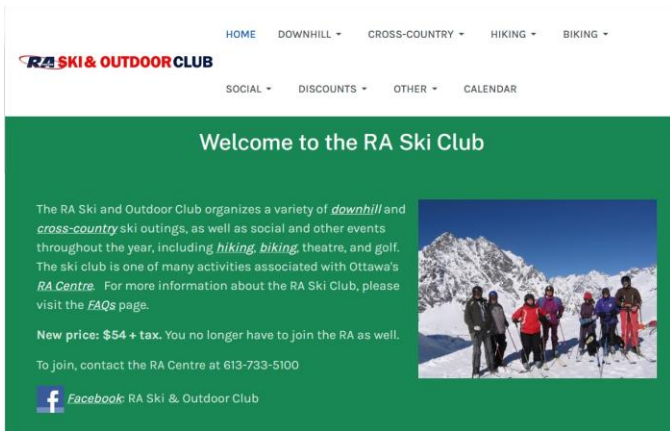 HOME DOWNHILL CROSS-COUNTRY HIKING BIKING
RA SKI & OUTDOOR CLUB
SOCIAL DISCOUNTS OTHER CALENDAR
Welcome to the RA Ski Club
The RA Ski and Outdoor Club organizes a variety of downhill and
cross-country ski outings, as well as social and other events
throughout the year, including hiking, biking, theatre, and golf.
The ski club is one of many activities associated with Ottawa's
RA Centre. For more information about the RA Ski Club, please
visit the FAQs page.
New price: $54 + tax. You no longer have to join the RA as well.
To join, contact the RA Centre at 613-733-5100
f Facebook: RA Ski & Outdoor Club